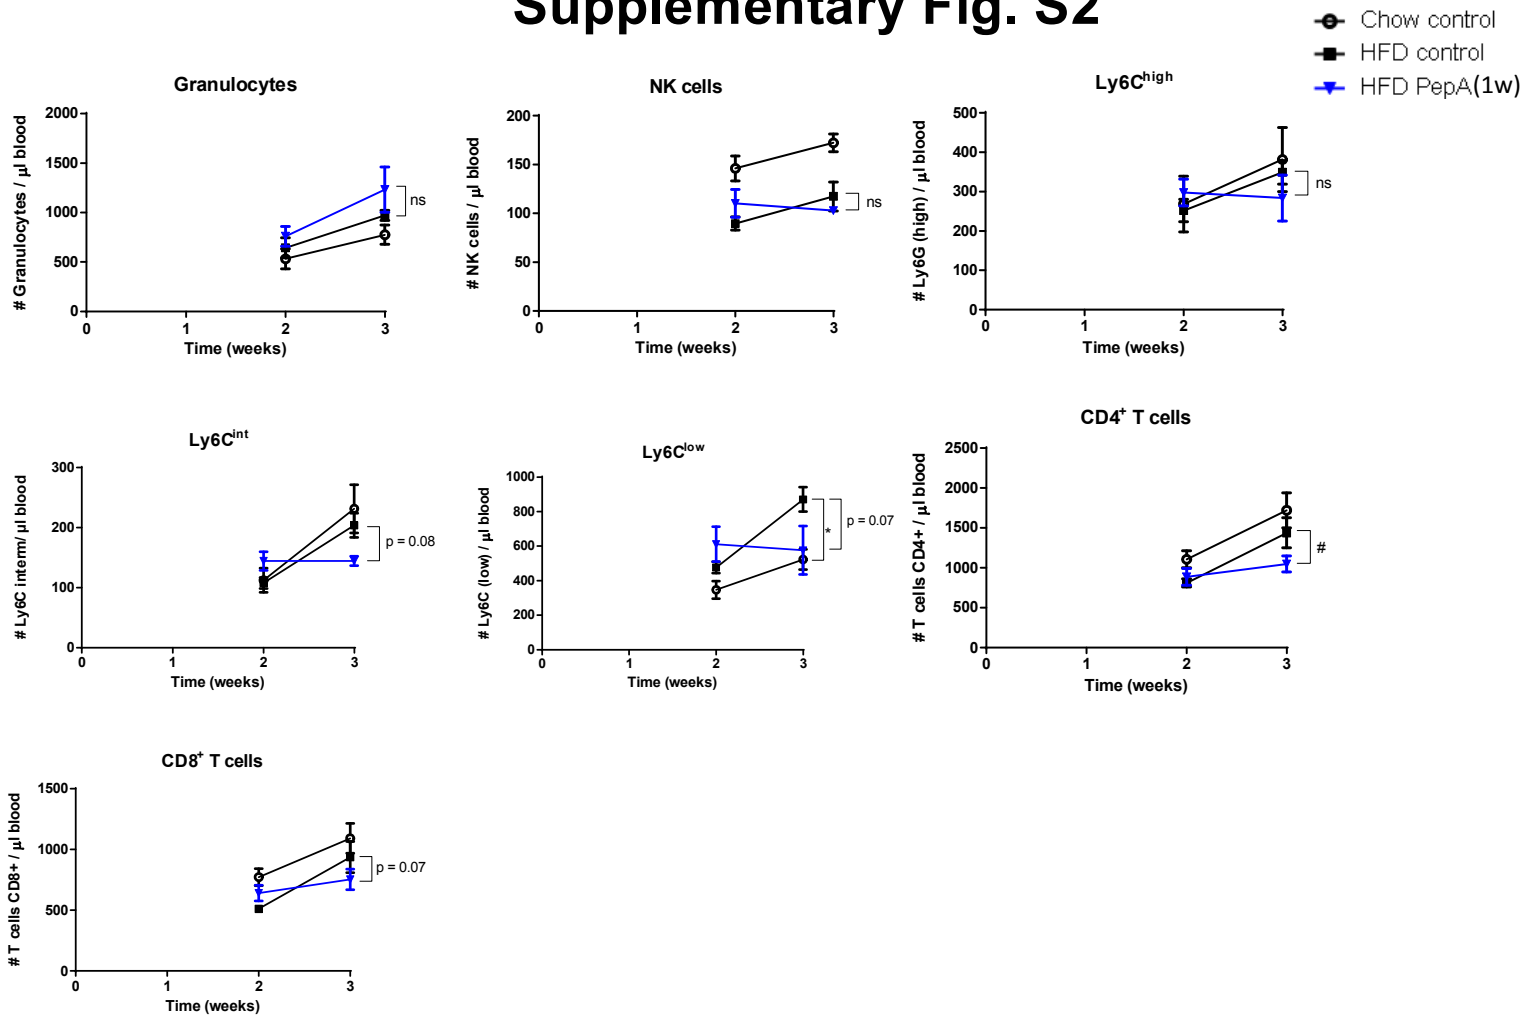 Supplementary Fig. S2
Chow control
HFD control
HFD PepA(1w)
Granulocytes
# Granulocytes / µl blood
2000
1500
1000
500
0
0 1 2 3
Time (weeks)
ns
NK cells
# NK cells / µl blood
200
150
100
50
0
0 1 2 3
Time (weeks)
ns
Ly6Chigh
# Ly6G (high) / µl blood
500
400
300
200
100
0
0 1 2 3
Time (weeks)
ns
Ly6Cint
# Ly6C interm/ µl blood
300
200
100
0
0 1 2 3
Time (weeks)
p = 0.08
Ly6Clow
# Ly6C (low) / µl blood
1000
800
600
400
200
0
0 1 2 3
Time (weeks)
*
p = 0.07
CD4+ T cells
# T cells CD4+ / µl blood
2500
2000
1500
1000
500
0
0 1 2 3
Time (weeks)
#
CD8+ T cells
# T cells CD8+ / µl blood
1500
1000
500
0
0 1 2 3
Time (weeks)
p = 0.07